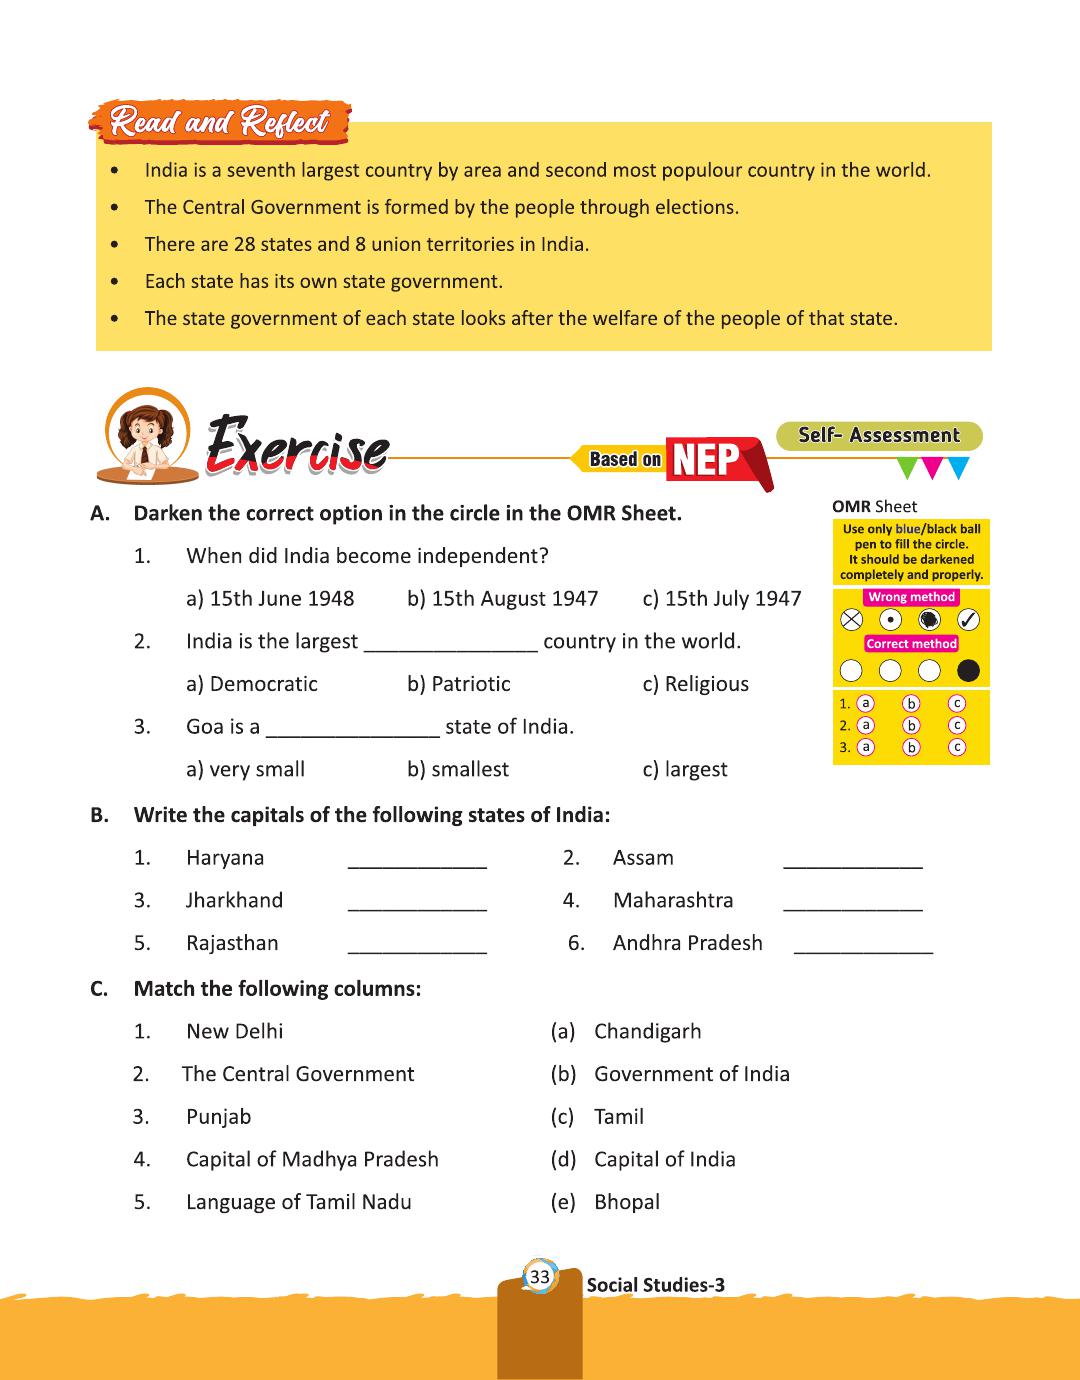 Read and Reflect
• India is a seventh largest country by area and second most populour country in the world.
• The Central Government is formed by the people through elections.
• There are 28 states and 8 union territories in India.
• Each state has its own state government.
• The state government of each state looks after the welfare of the people of that state.
Exercise
Based on NEP
Self- Assessment
A. Darken the correct option in the circle in the OMR Sheet.
1. When did India become independent?
a) 15th June 1948 b) 15th August 1947 c) 15th July 1947
2. India is the largest ______________ country in the world.
a) Democratic b) Patriotic c) Religious
3. Goa is a ______________ state of India.
a) very small b) smallest c) largest
OMR Sheet
Use only blue/black ball
pen to fill the circle.
It should be darkened
completely and properly.
Wrong method
Correct method
1. a b c
2. a b c
3. a b c
B. Write the capitals of the following states of India:
1. Haryana ____________ 2. Assam ____________
3. Jharkhand ____________ 4. Maharashtra ____________
5. Rajasthan ____________ 6. Andhra Pradesh ____________
C. Match the following columns:
1. New Delhi (a) Chandigarh
2. The Central Government (b) Government of India
3. Punjab (c) Tamil
4. Capital of Madhya Pradesh (d) Capital of India
5. Language of Tamil Nadu (e) Bhopal
33 Social Studies-3